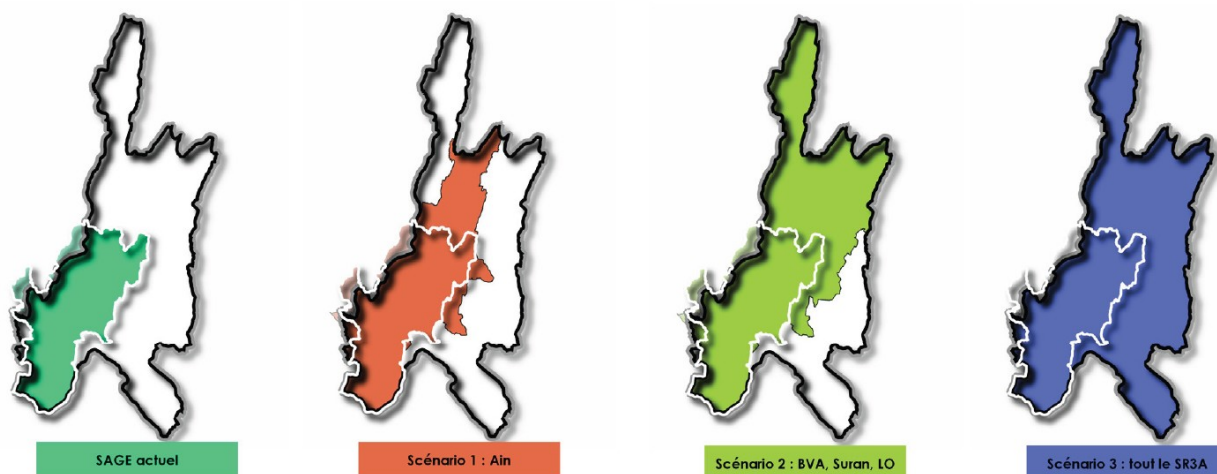 SAGE actuel
Scénario 1 : Ain
Scénario 2 : BVA, Suran, LO
Scénario 3 : tout le SR3A